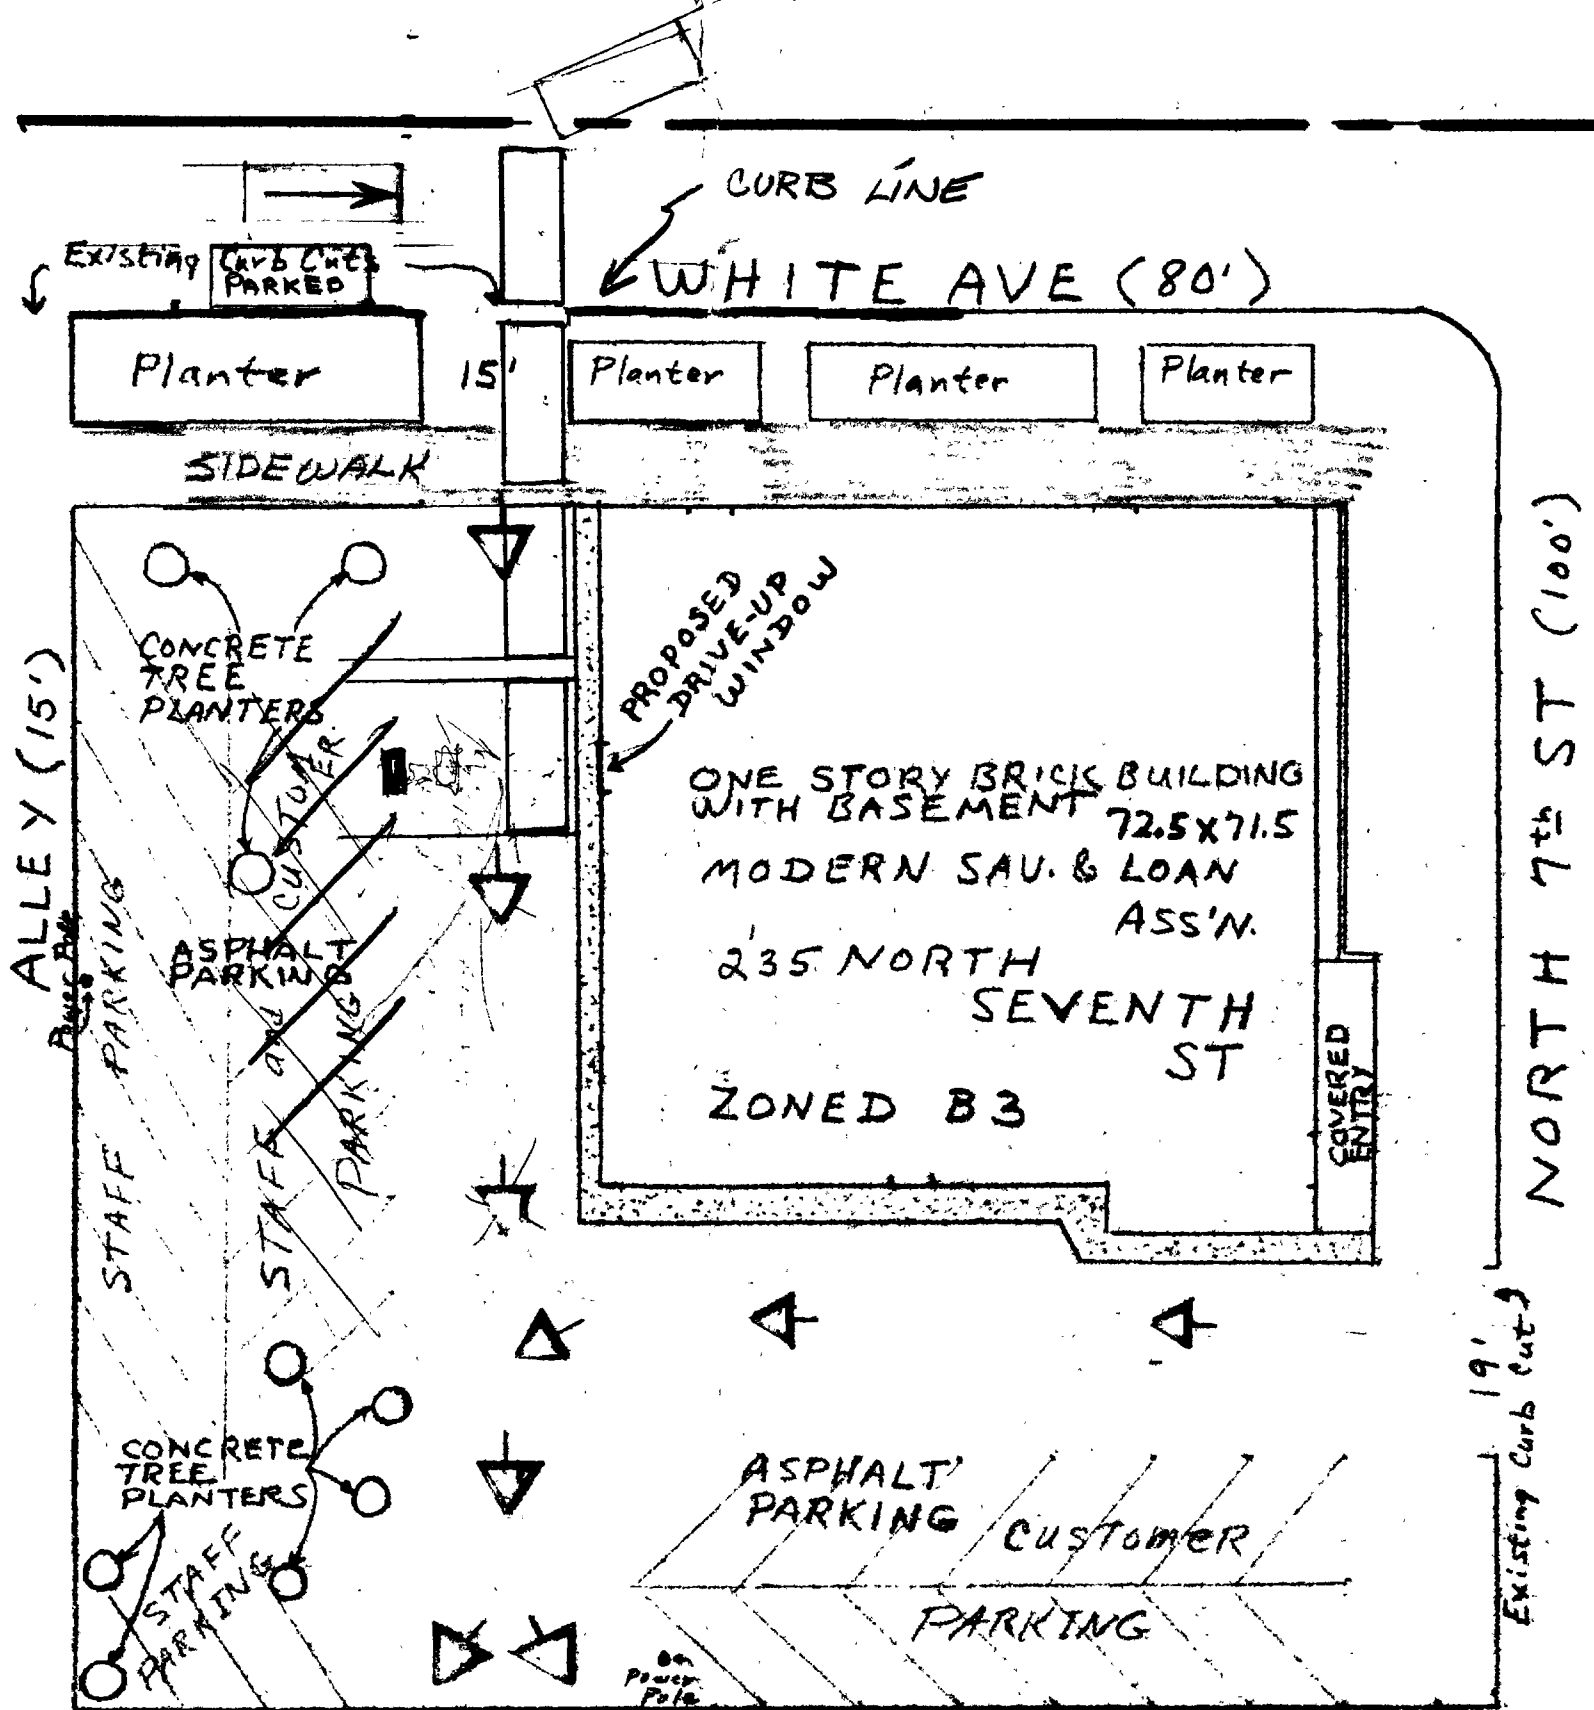 CURB LINE
Existing Curb Cuts
PARKED
WHITE AVE (80')
Planter
15'
Planter
Planter
Planter
SIDEWALK
CONCRETE
TREE
PLANTERS
PROPOSED
DRIVE-UP
WINDOW
ALLEY (15')
Power Pole
STAFF PARKING
CUSTOMER
STAFF and
PARKING
ASPHALT
PARKING
ONE STORY BRICK BUILDING
WITH BASEMENT 72.5 X 71.5
MODERN SAV. & LOAN
ASS'N.
235 NORTH
SEVENTH
ST
ZONED B3
COVERED
ENTRY
NORTH 7th ST (100')
19'
Existing Curb Cut
CONCRETE
TREE
PLANTERS
STAFF
PARKING
ASPHALT
PARKING
CUSTOMER
PARKING
Power
Pole